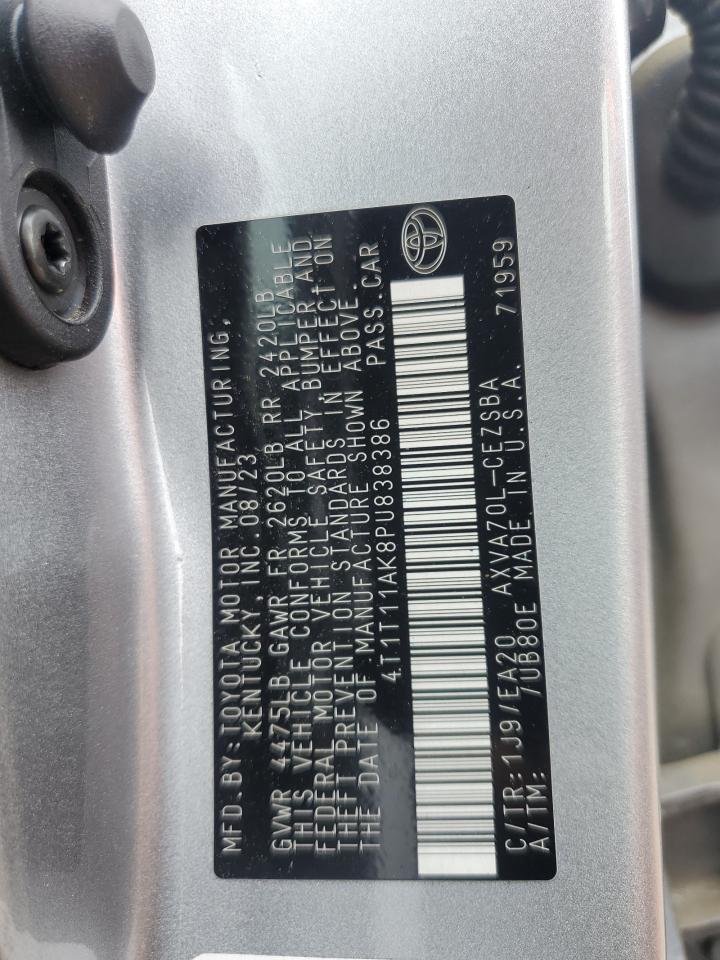 MFD.BY:TOYOTA MOTOR MANUFACTURING,
KENTUCKY, INC.08/23
GVWR 4475LB GAWR FR 2620LB RR 2420LB
THIS VEHICLE CONFORMS TO ALL APPLICABLE
FEDERAL MOTOR VEHICLE SAFETY, BUMPER AND
THEFT PREVENTION STANDARDS IN EFFECT ON
THE DATE OF MANUFACTURE SHOWN ABOVE.
4T1T11AK8PU838386 PASS.CAR
C/TR:1J9/EA20 AXVA70L-CEZSBA 71959
A/TM: /UB80E MADE IN U.S.A.